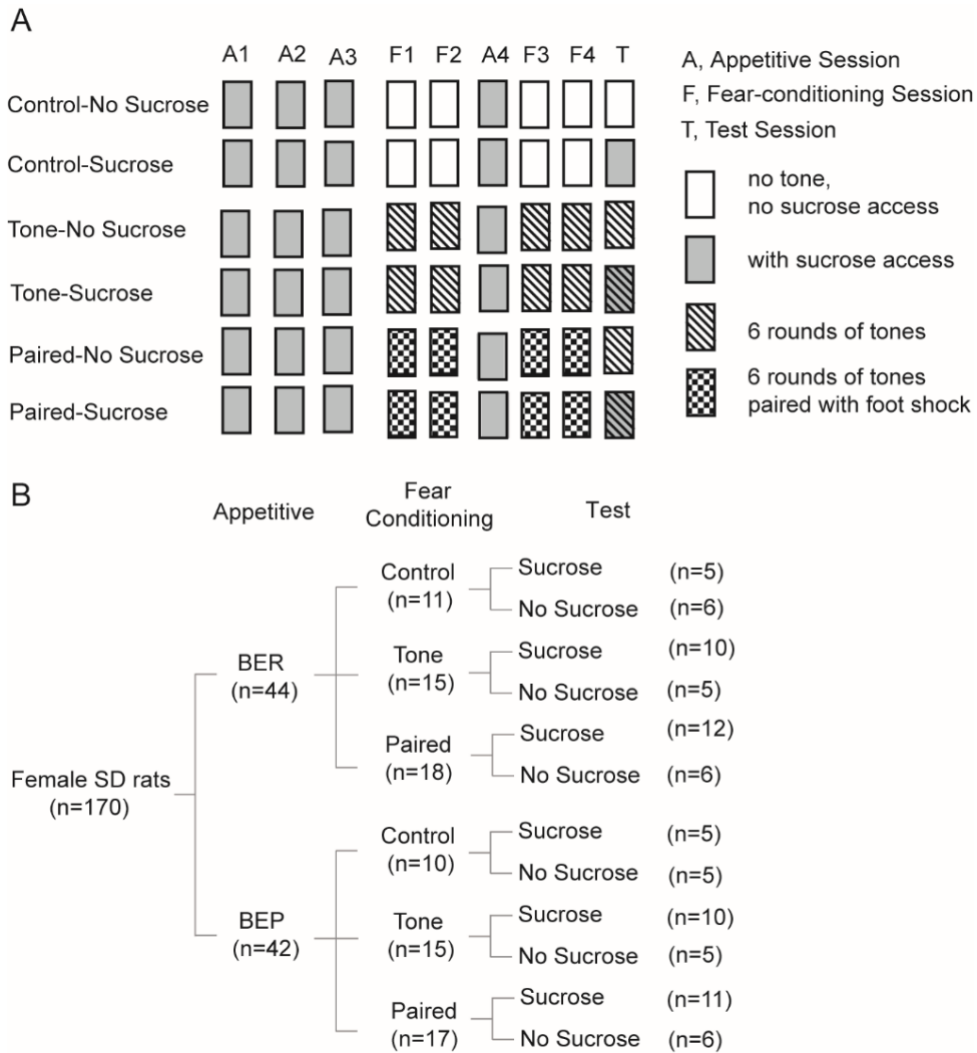 A
A1 A2 A3 F1 F2 A4 F3 F4 T
Control-No Sucrose
Control-Sucrose
Tone-No Sucrose
Tone-Sucrose
Paired-No Sucrose
Paired-Sucrose
A, Appetitive Session
F, Fear-conditioning Session
T, Test Session
no tone,
no sucrose access
with sucrose access
6 rounds of tones
6 rounds of tones
paired with foot shock
B
Appetitive
Fear
Conditioning
Test
Female SD rats
(n=170)
BER
(n=44)
Control
(n=11)
Sucrose (n=5)
No Sucrose (n=6)
Tone
(n=15)
Sucrose (n=10)
No Sucrose (n=5)
Paired
(n=18)
Sucrose (n=12)
No Sucrose (n=6)
BEP
(n=42)
Control
(n=10)
Sucrose (n=5)
No Sucrose (n=5)
Tone
(n=15)
Sucrose (n=10)
No Sucrose (n=5)
Paired
(n=17)
Sucrose (n=11)
No Sucrose (n=6)